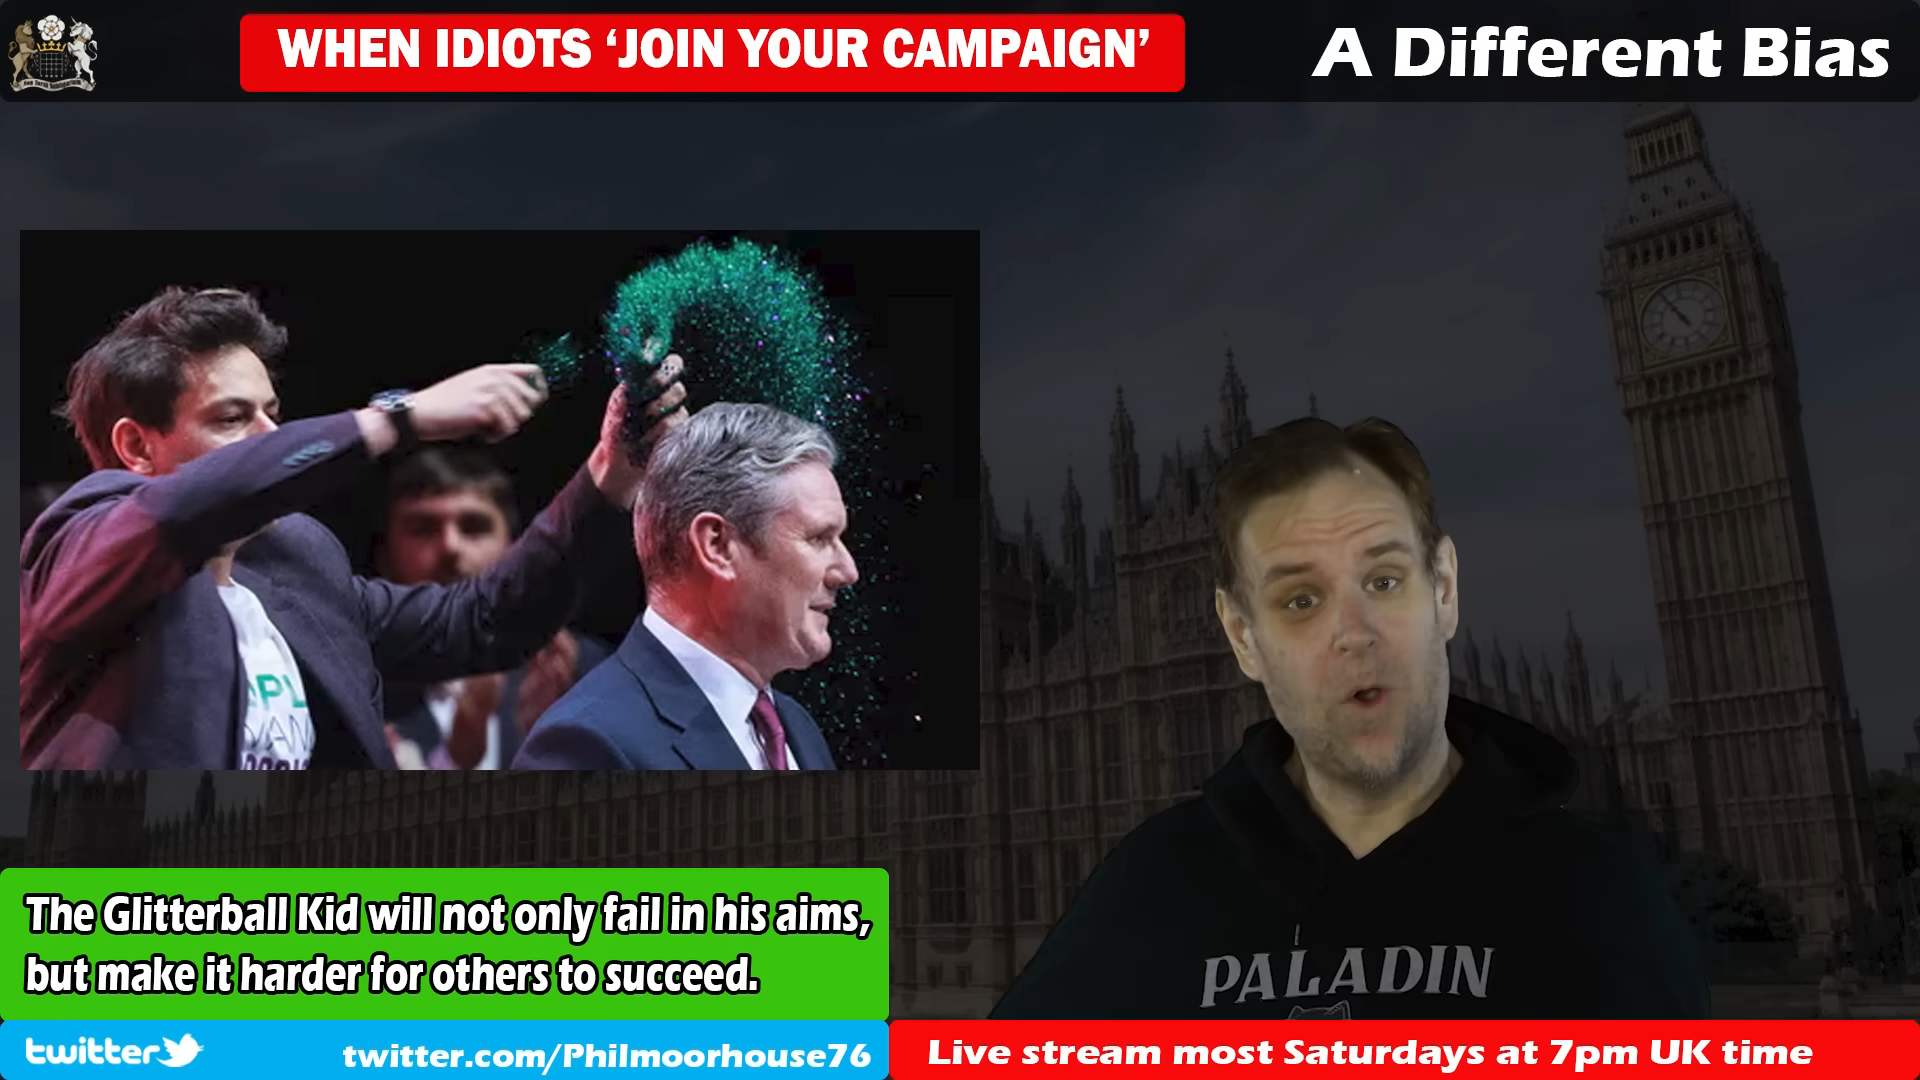 WHEN IDIOTS ‘JOIN YOUR CAMPAIGN’
A Different Bias
The Glitterball Kid will not only fail in his aims,
but make it harder for others to succeed.
twitter
twitter.com/Philmoorhouse76
Live stream most Saturdays at 7pm UK time
PALADIN